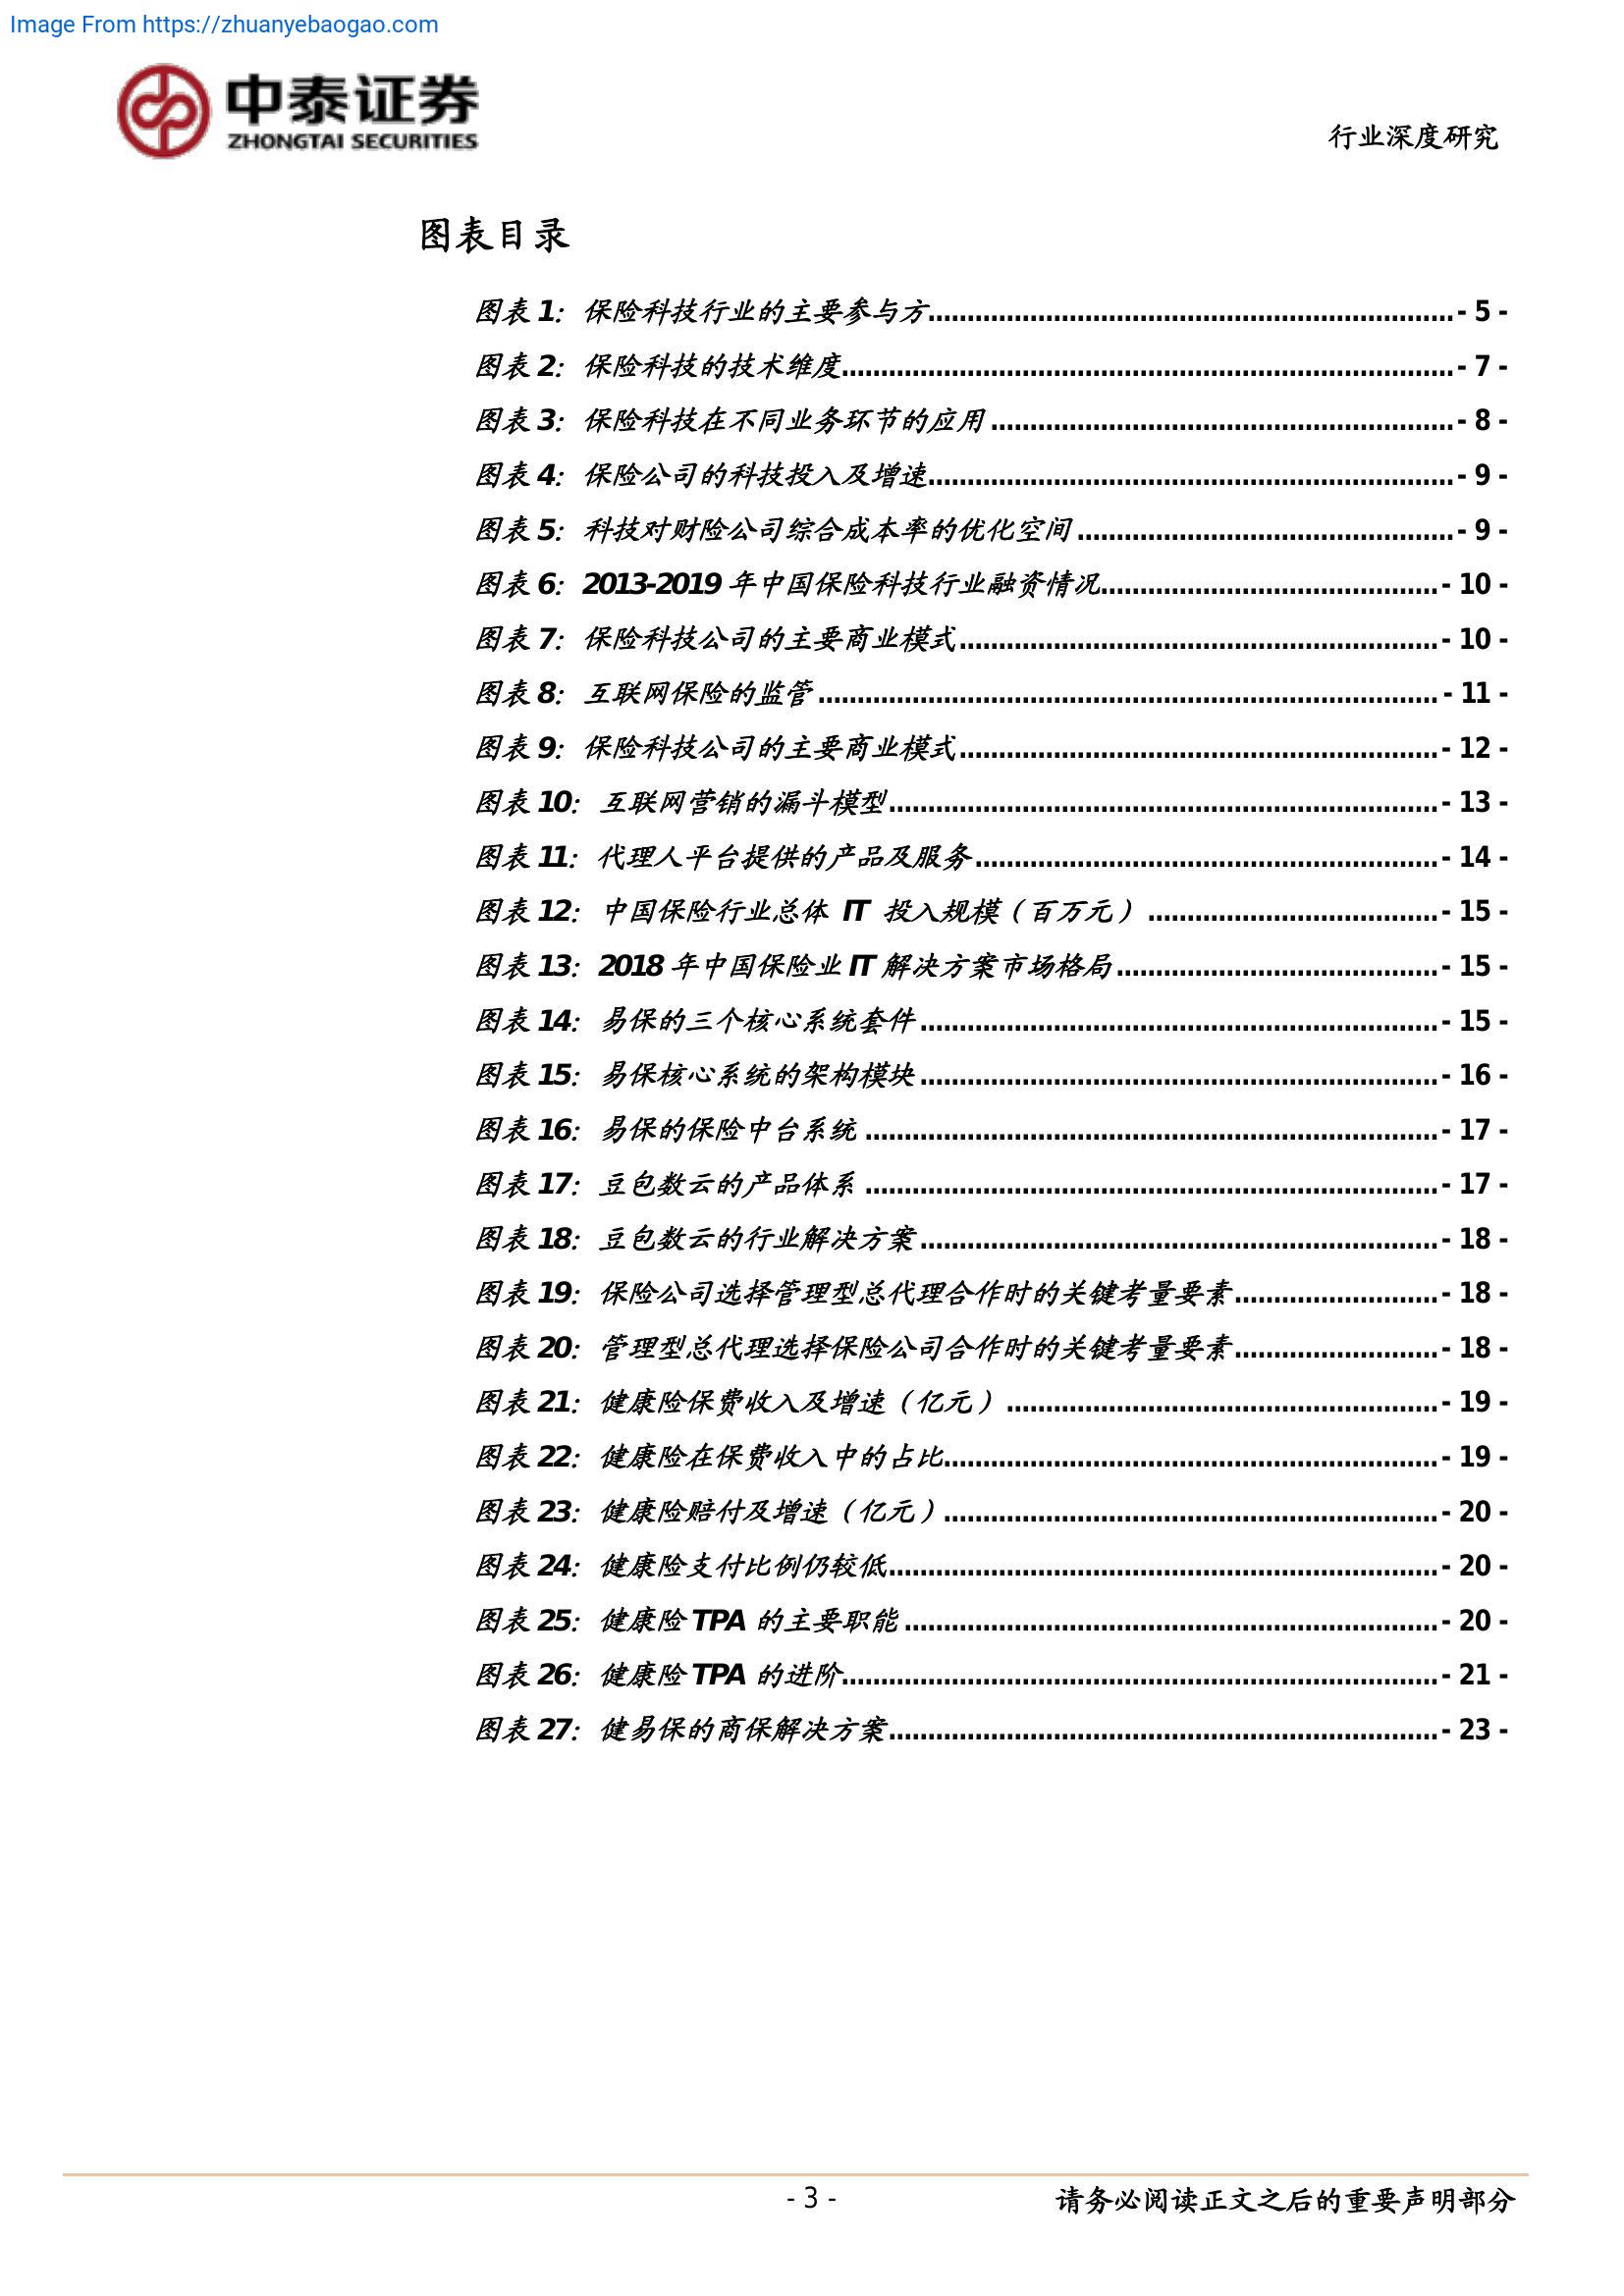 Image From https://zhuanyebaogao.com
中泰证券
ZHONGTAI SECURITIES
行业深度研究
图表目录
图表 1：保险科技行业的主要参与方 - 5 -
图表 2：保险科技的技术维度 - 7 -
图表 3：保险科技在不同业务环节的应用 - 8 -
图表 4：保险公司的科技投入及增速 - 9 -
图表 5：科技对财险公司综合成本率的优化空间 - 9 -
图表 6：2013-2019 年中国保险科技行业融资情况 - 10 -
图表 7：保险科技公司的主要商业模式 - 10 -
图表 8：互联网保险的监管 - 11 -
图表 9：保险科技公司的主要商业模式 - 12 -
图表 10：互联网营销的漏斗模型 - 13 -
图表 11：代理人平台提供的产品及服务 - 14 -
图表 12：中国保险行业总体 IT 投入规模（百万元） - 15 -
图表 13：2018 年中国保险业 IT 解决方案市场格局 - 15 -
图表 14：易保的三个核心系统套件 - 15 -
图表 15：易保核心系统的架构模块 - 16 -
图表 16：易保的保险中台系统 - 17 -
图表 17：豆包数云的产品体系 - 17 -
图表 18：豆包数云的行业解决方案 - 18 -
图表 19：保险公司选择管理型总代理合作时的关键考量要素 - 18 -
图表 20：管理型总代理选择保险公司合作时的关键考量要素 - 18 -
图表 21：健康险保费收入及增速（亿元） - 19 -
图表 22：健康险在保费收入中的占比 - 19 -
图表 23：健康险赔付及增速（亿元） - 20 -
图表 24：健康险支付比例仍较低 - 20 -
图表 25：健康险 TPA 的主要职能 - 20 -
图表 26：健康险 TPA 的进阶 - 21 -
图表 27：健易保的商保解决方案 - 23 -
- 3 -
请务必阅读正文之后的重要声明部分